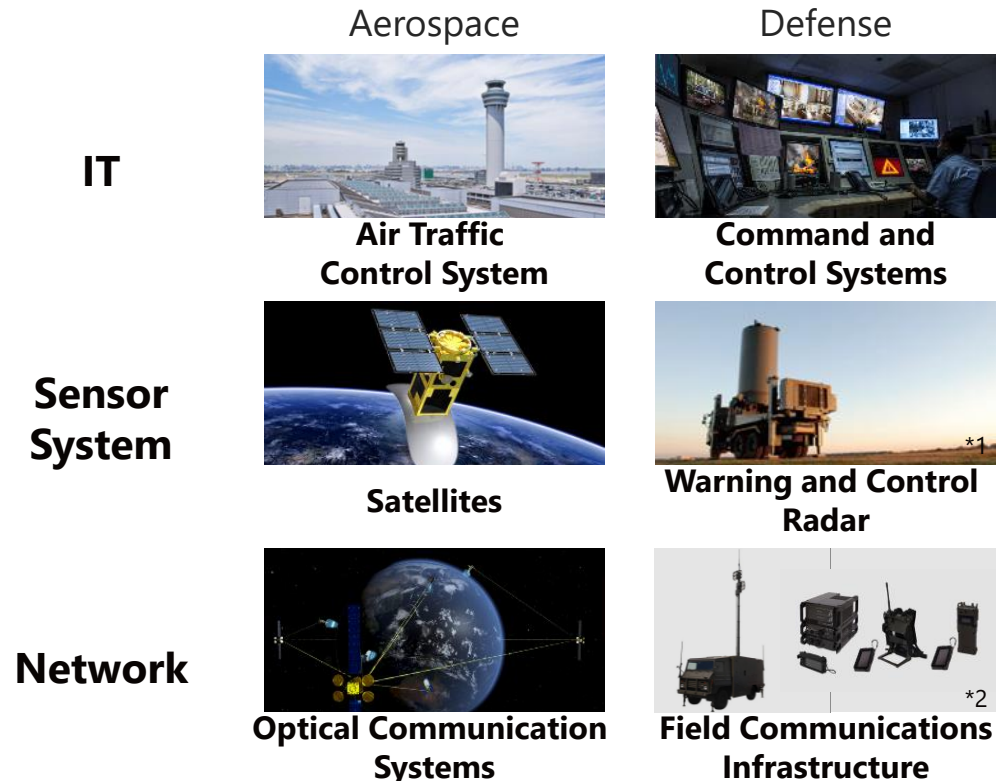 Aerospace
Defense
IT
Air Traffic
Control System
Command and
Control Systems
Sensor
System
*1
Satellites
Warning and Control
Radar
Network
*2
Optical Communication
Systems
Field Communications
Infrastructure